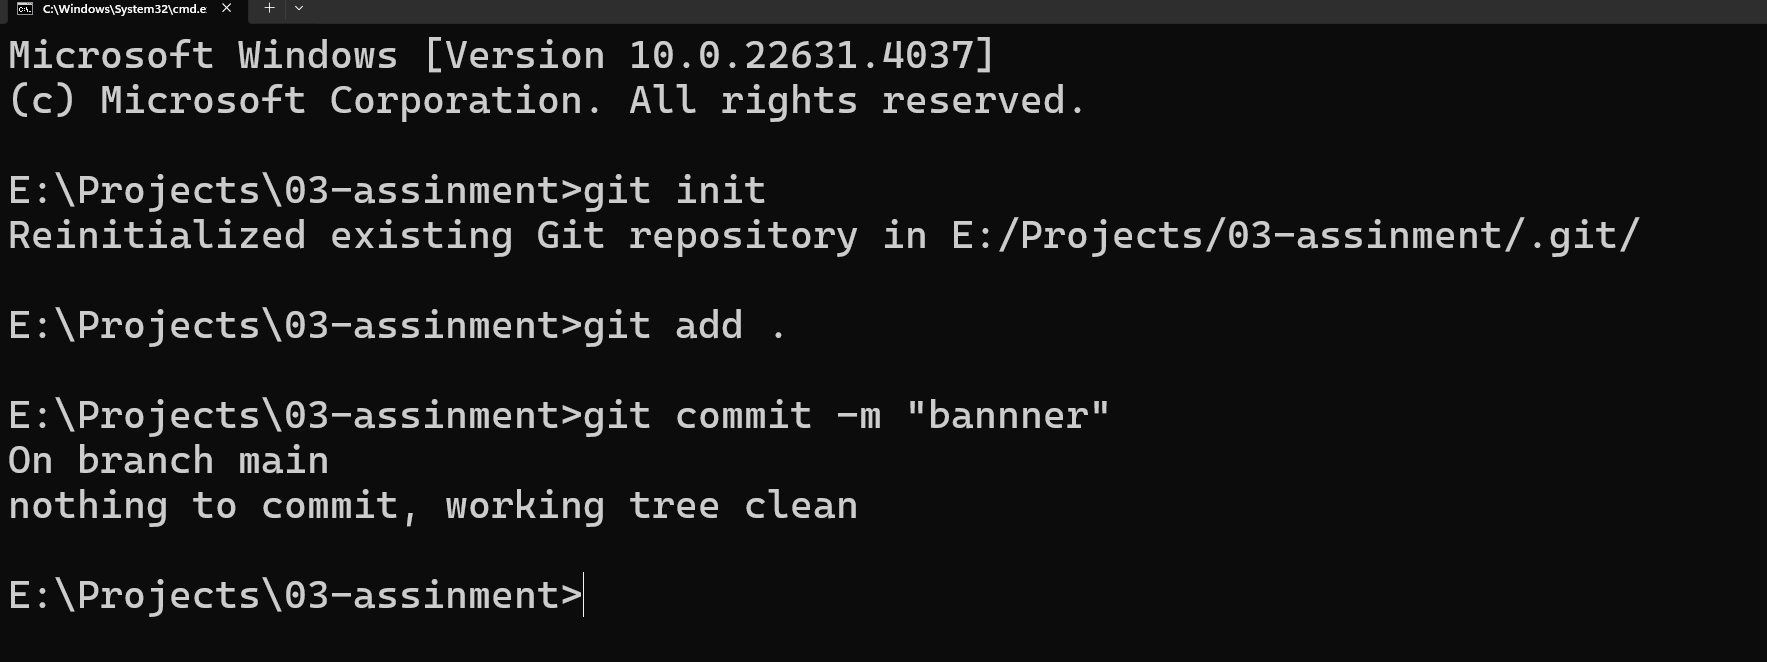 C:\Windows\System32\cmd.e
Microsoft Windows [Version 10.0.22631.4037]
(c) Microsoft Corporation. All rights reserved.
E:\Projects\03-assinment>git init
Reinitialized existing Git repository in E:/Projects/03-assinment/.git/
E:\Projects\03-assinment>git add .
E:\Projects\03-assinment>git commit -m "bannner"
On branch main
nothing to commit, working tree clean
E:\Projects\03-assinment>